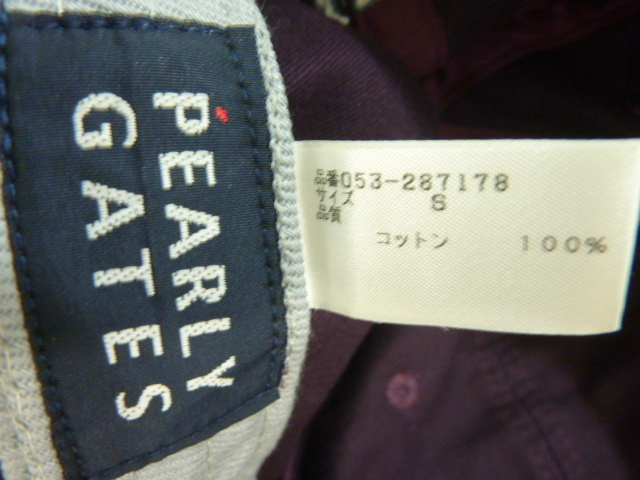 PEARLY
GATES
品番053-287178
サイズ S
品質
コットン 100%